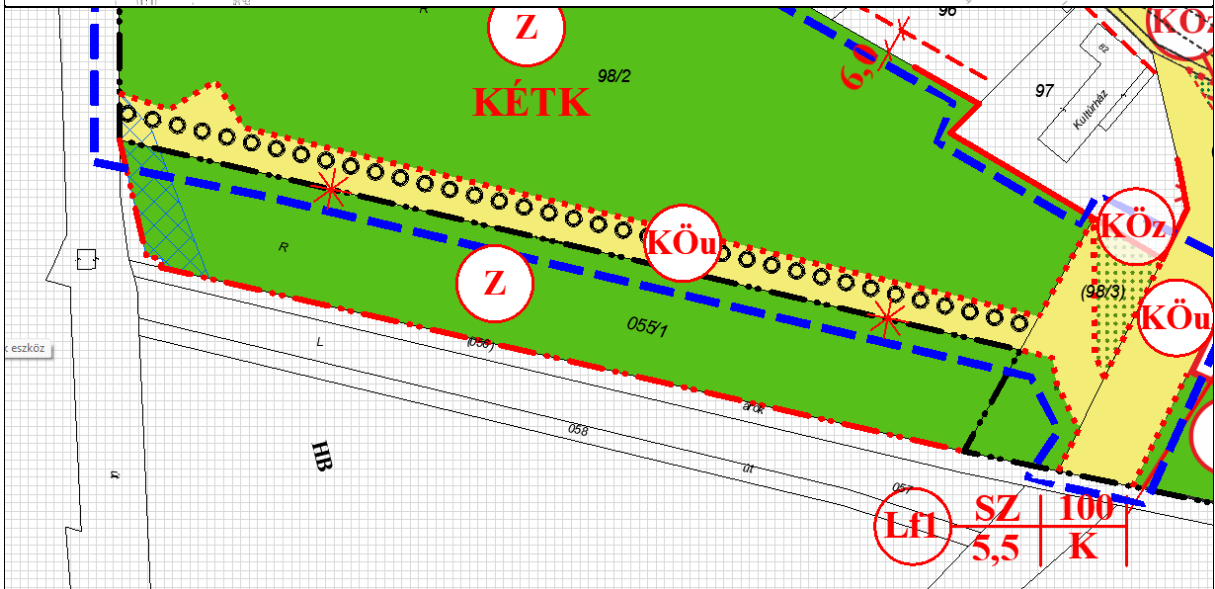 R
Z
96
KÖz
6,0
98/2
KÉTK
97
82
Kultúrház
KÖz
KÖu
R
Z
(98/3)
KÖu
055/1
k eszköz
L
(056)
árok
058
HB
út
057
Lf1
SZ
100
5,5
K